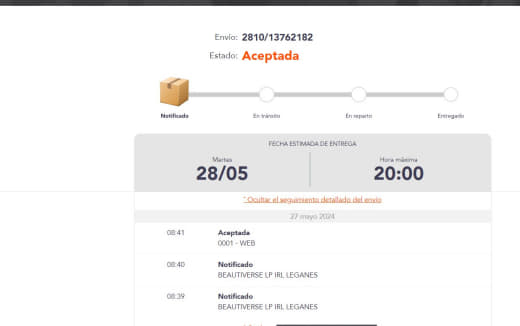 Envío: 2810/13762182
Estado: Aceptada
Notificado En tránsito En reparto Entregado
FECHA ESTIMADA DE ENTREGA
Martes Hora máxima
28/05 20:00
ˆ Ocultar el seguimiento detallado del envío
27 mayo 2024
08:41 Aceptada
0001 - WEB
08:40 Notificado
BEAUTIVERSE LP IRL LEGANES
08:39 Notificado
BEAUTIVERSE LP IRL LEGANES